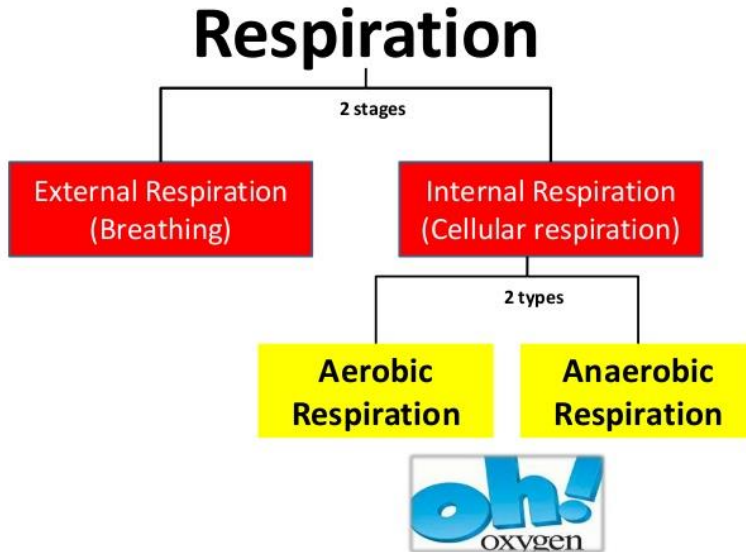 Respiration
2 stages
External Respiration
(Breathing)
Internal Respiration
(Cellular respiration)
2 types
Aerobic
Respiration
Anaerobic
Respiration
oh!
oxygen